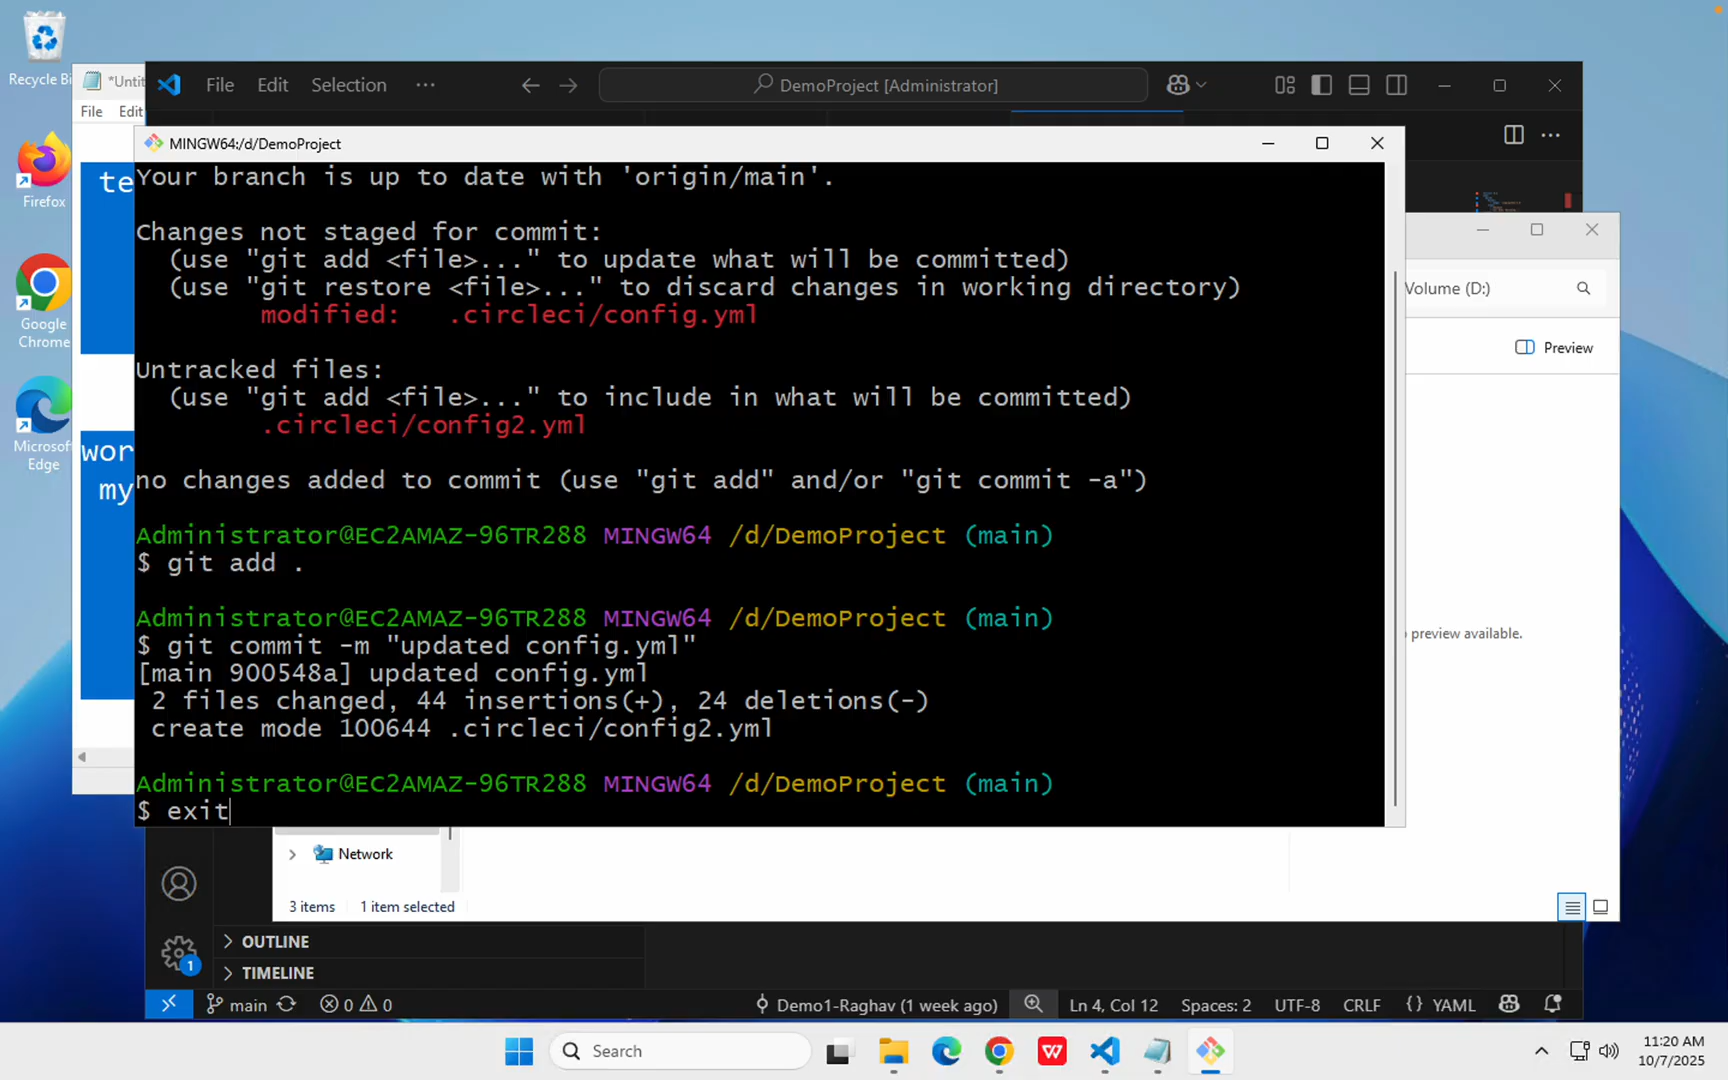 Recycle Bi
Firefox
Google
Chrome
Microsoft
Edge
*Untit
File Edit
te
wor
my
File Edit Selection ···
DemoProject [Administrator]
MINGW64:/d/DemoProject
Your branch is up to date with 'origin/main'.
Changes not staged for commit:
(use "git add <file>..." to update what will be committed)
(use "git restore <file>..." to discard changes in working directory)
modified: .circleci/config.yml
Untracked files:
(use "git add <file>..." to include in what will be committed)
.circleci/config2.yml
no changes added to commit (use "git add" and/or "git commit -a")
Administrator@EC2AMAZ-96TR288 MINGW64 /d/DemoProject (main)
$ git add .
Administrator@EC2AMAZ-96TR288 MINGW64 /d/DemoProject (main)
$ git commit -m "updated config.yml"
[main 900548a] updated config.yml
2 files changed, 44 insertions(+), 24 deletions(-)
create mode 100644 .circleci/config2.yml
Administrator@EC2AMAZ-96TR288 MINGW64 /d/DemoProject (main)
$ exit
Volume (D:)
Preview
preview available.
Network
3 items 1 item selected
OUTLINE
TIMELINE
1
main 0 0 Demo1-Raghav (1 week ago) Ln 4, Col 12 Spaces: 2 UTF-8 CRLF {} YAML
Search
11:20 AM
10/7/2025